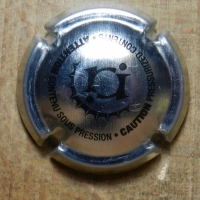 ATTENTION CONTENU SOUS PRESSION • CAUTION PRESSURIZED CONTENTS •